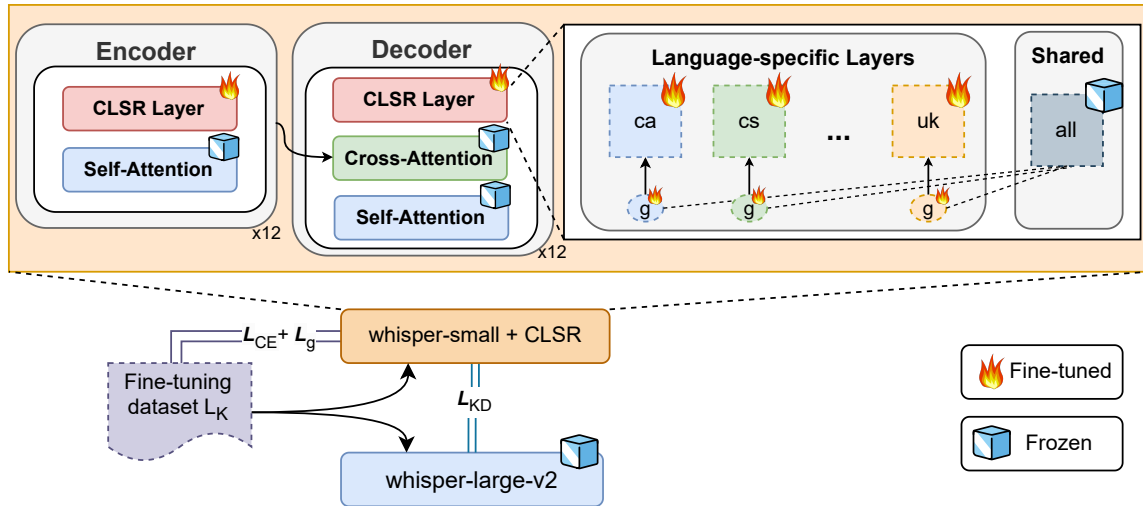 Encoder
CLSR Layer
Self-Attention
x12
Decoder
CLSR Layer
Cross-Attention
Self-Attention
x12
Language-specific Layers
ca
cs
...
uk
g
g
g
Shared
all
L_CE + L_g
whisper-small + CLSR
Fine-tuning
dataset L_K
L_KD
whisper-large-v2
Fine-tuned
Frozen